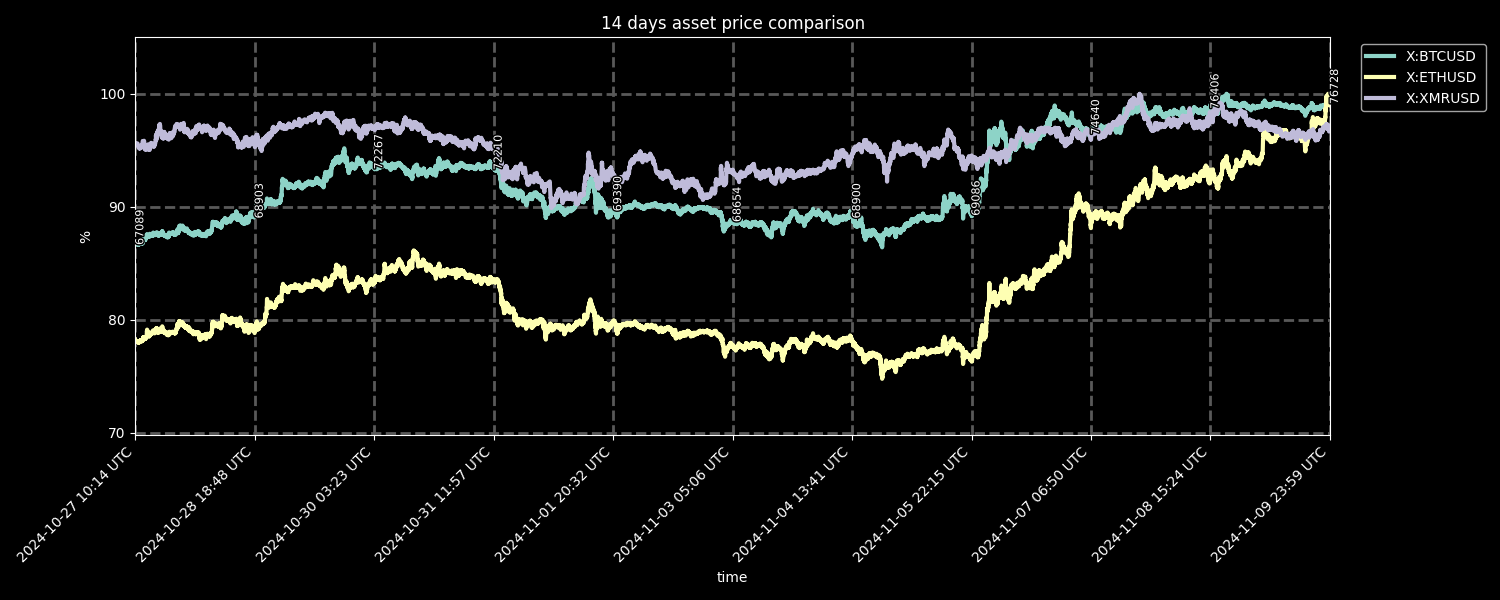 14 days asset price comparison
X:BTCUSD
X:ETHUSD
X:XMRUSD
100
90
80
70
%
67089
68903
72267
72210
69390
68654
68900
69086
74640
76406
76728
2024-10-27 10:14 UTC
2024-10-28 18:48 UTC
2024-10-30 03:23 UTC
2024-10-31 11:57 UTC
2024-11-01 20:32 UTC
2024-11-03 05:06 UTC
2024-11-04 13:41 UTC
2024-11-05 22:15 UTC
2024-11-07 06:50 UTC
2024-11-08 15:24 UTC
2024-11-09 23:59 UTC
time